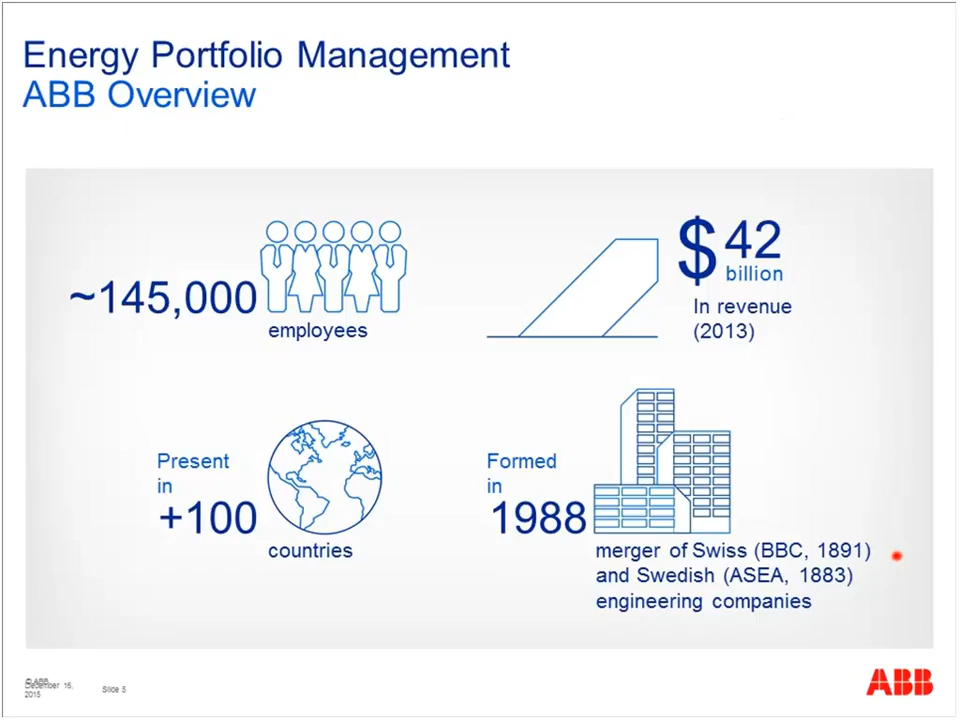 Energy Portfolio Management
ABB Overview
~145,000
employees
$ 42
billion
In revenue
(2013)
Present
in
+100
countries
Formed
in
1988
merger of Swiss (BBC, 1891)
and Swedish (ASEA, 1883)
engineering companies
© ABB
December 16,
2015
Slide 5
ABB